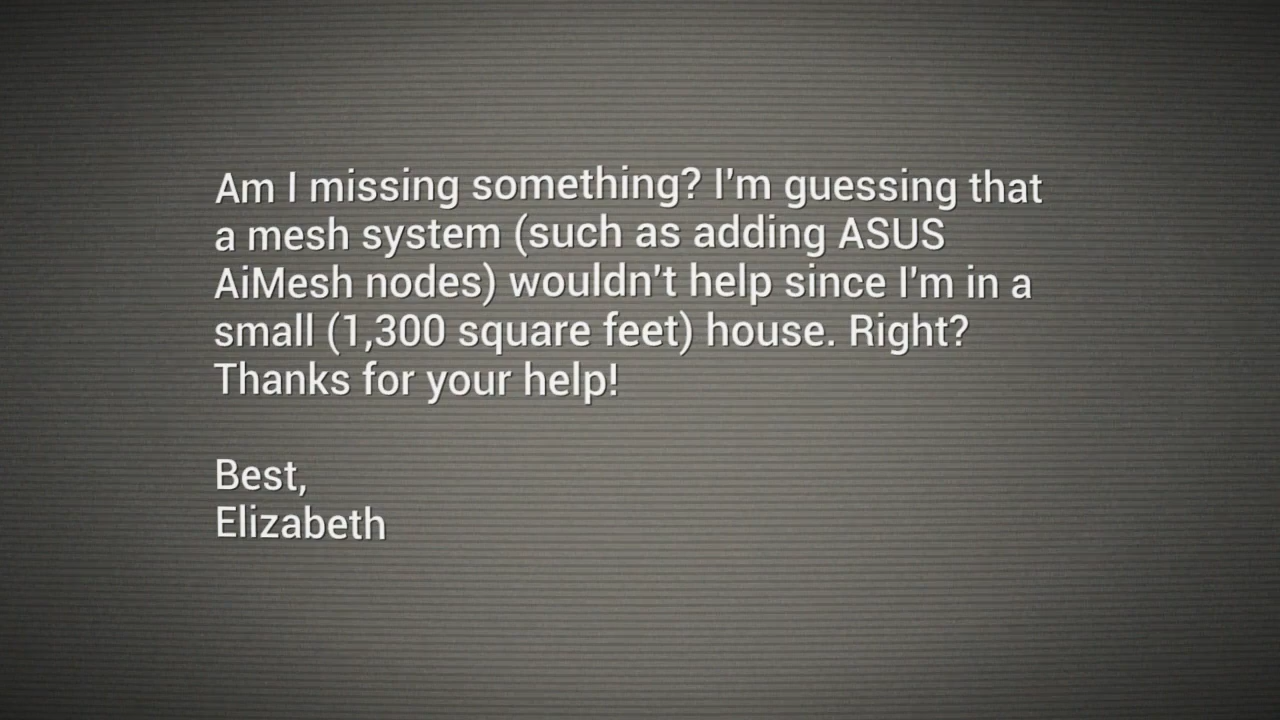 Am I missing something? I'm guessing that
a mesh system (such as adding ASUS
AiMesh nodes) wouldn't help since I'm in a
small (1,300 square feet) house. Right?
Thanks for your help!
Best,
Elizabeth